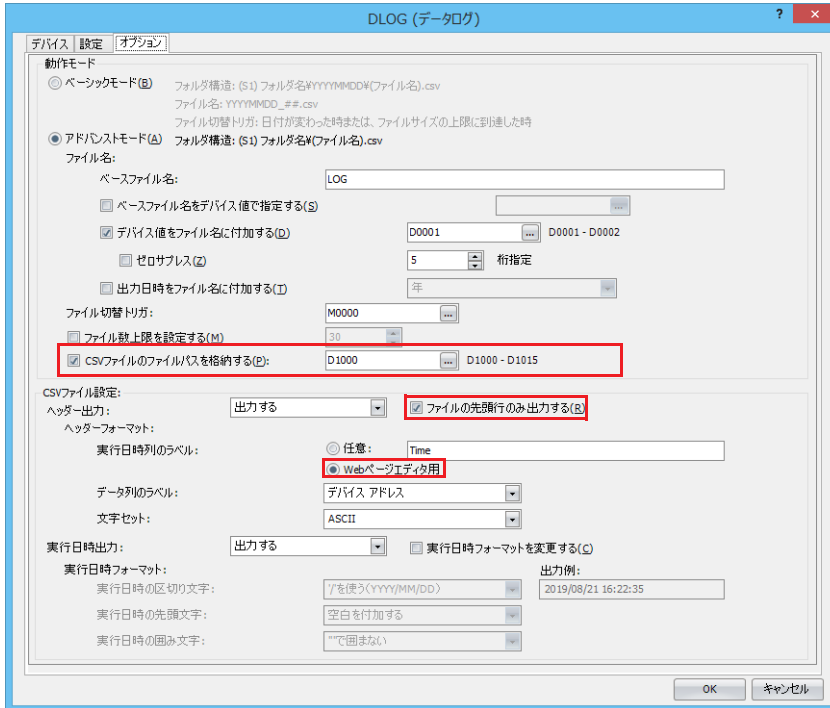 DLOG (データログ)
? ×
デバイス 設定 オプション
動作モード
ベーシックモード(B) フォルダ構造: (S1) フォルダ名¥YYYYMMDD¥(ファイル名).csv
ファイル名: YYYYMMDD_##.csv
ファイル切替トリガ: 日付が変わった時または、ファイルサイズの上限に到達した時
アドバンストモード(A) フォルダ構造: (S1) フォルダ名¥(ファイル名).csv
ファイル名:
ベースファイル名: LOG
ベースファイル名をデバイス値で指定する(S) ...
デバイス値をファイル名に付加する(D) D0001 ... D0001 - D0002
ゼロサプレス(Z) 5 桁指定
出力日時をファイル名に付加する(T) 年
ファイル切替トリガ: M0000 ...
ファイル数上限を設定する(M) 30
CSVファイルのファイルパスを格納する(P): D1000 ... D1000 - D1015
CSVファイル設定:
ヘッダー出力: 出力する ファイルの先頭行のみ出力する(R)
ヘッダーフォーマット:
実行日時列のラベル: 任意: Time
Webページエディタ用
データ列のラベル: デバイス アドレス
文字セット: ASCII
実行日時出力: 出力する 実行日時フォーマットを変更する(C)
実行日時フォーマット: 出力例:
実行日時の区切り文字: '/'を使う(YYYY/MM/DD) 2019/08/21 16:22:35
実行日時の先頭文字: 空白を付加する
実行日時の囲み文字: ""で囲まない
OK キャンセル